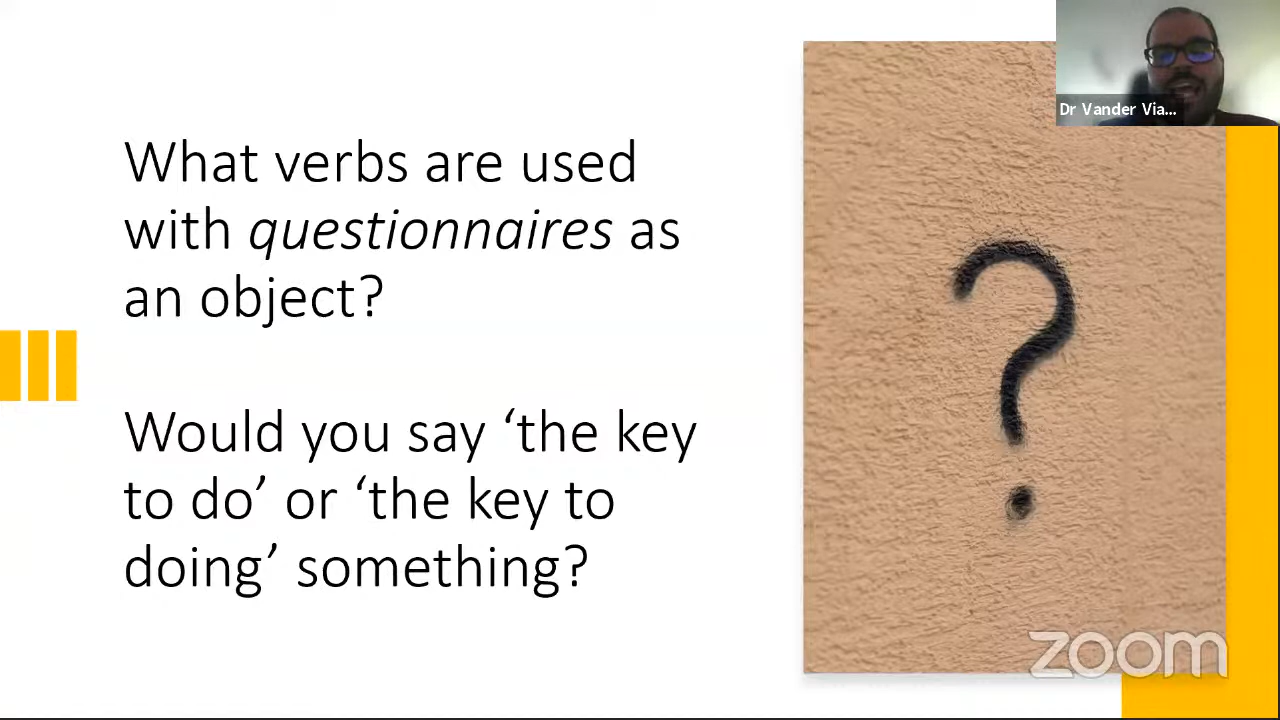 Dr Vander Via...
What verbs are used
with questionnaires as
an object?
Would you say ‘the key
to do’ or ‘the key to
doing’ something?
zoom